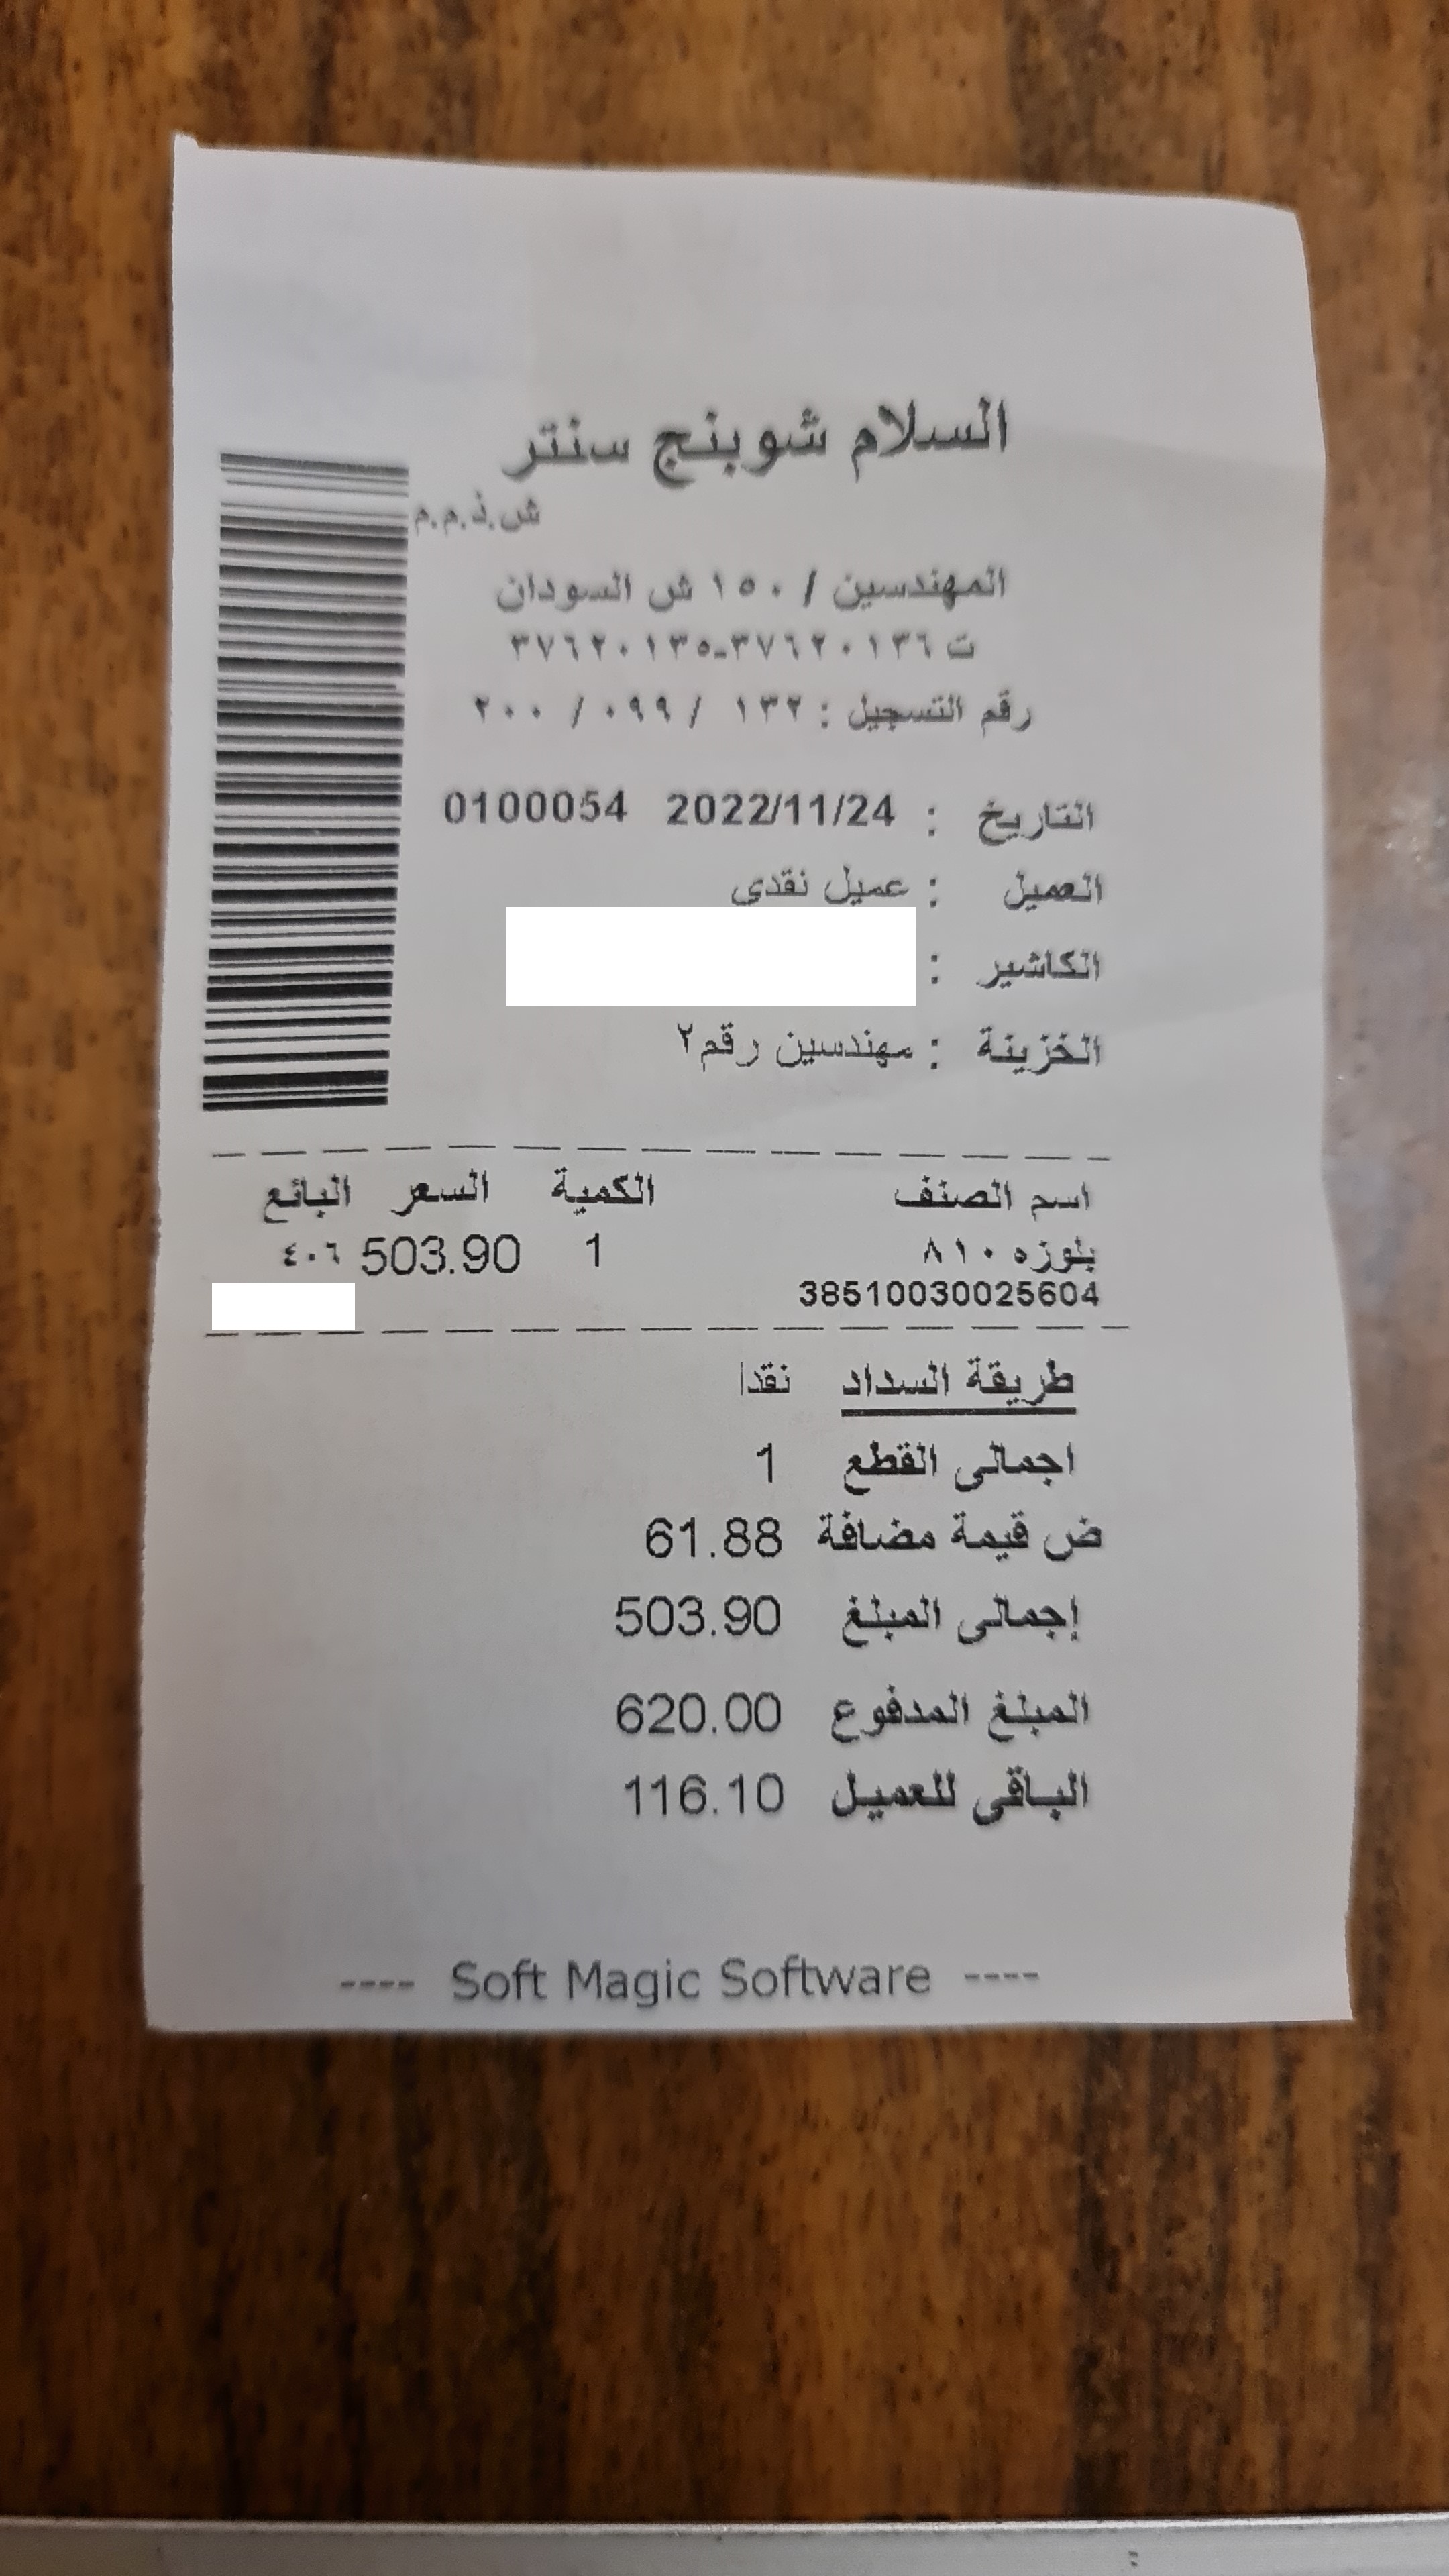 السلام شوبنج سنتر
ش.ذ.م.م
المهندسين / ١٥٠ ش السودان
ت ٣٧٦٢٠١٣٦-٣٧٦٢٠١٣٥
رقم التسجيل : ١٣٢ / ٠٩٩ / ٢٠٠
التاريخ : 2022/11/24 0100054
العميل : عميل نقدي
الكاشير :
الخزينة : مهندسين رقم٢
اسم الصنف الكمية السعر البائع
بلوزه ٨١٠ 1 503.90 ٤٠٦
38510030025604
طريقة السداد نقدا
اجمالى القطع 1
ض قيمة مضافة 61.88
إجمالى المبلغ 503.90
المبلغ المدفوع 620.00
الباقى للعميل 116.10
---- Soft Magic Software ----